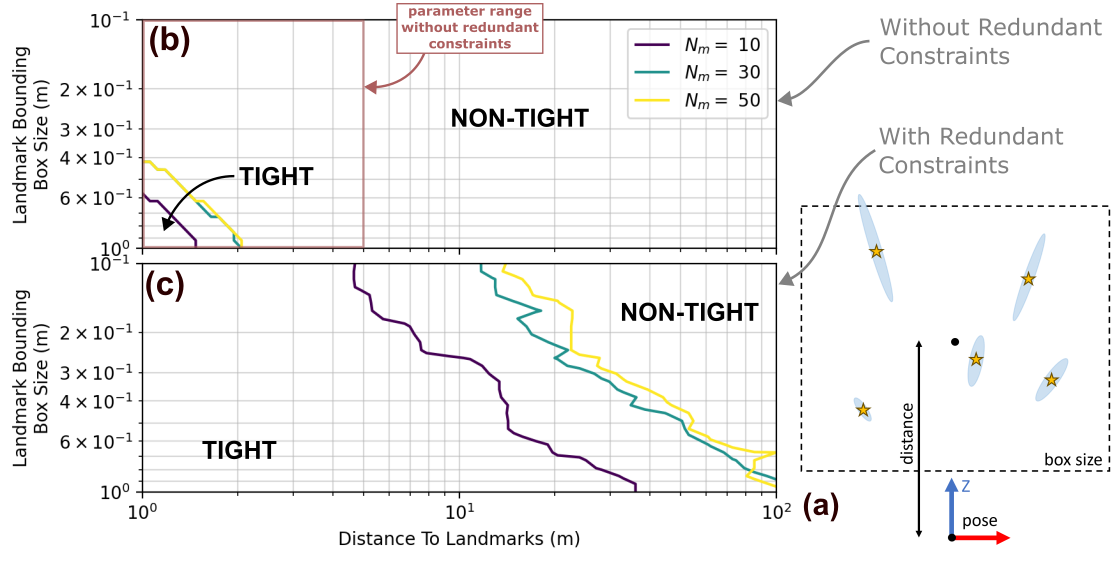 parameter range
without redundant
constraints
(b)
10⁻¹
2 × 10⁻¹
3 × 10⁻¹
4 × 10⁻¹
6 × 10⁻¹
10⁰
Landmark Bounding
Box Size (m)
N_m = 10
N_m = 30
N_m = 50
NON-TIGHT
TIGHT
Without Redundant
Constraints
With Redundant
Constraints
(c)
10⁻¹
2 × 10⁻¹
3 × 10⁻¹
4 × 10⁻¹
6 × 10⁻¹
10⁰
Landmark Bounding
Box Size (m)
NON-TIGHT
TIGHT
10⁰
10¹
10²
Distance To Landmarks (m)
distance
box size
(a)
Z
pose